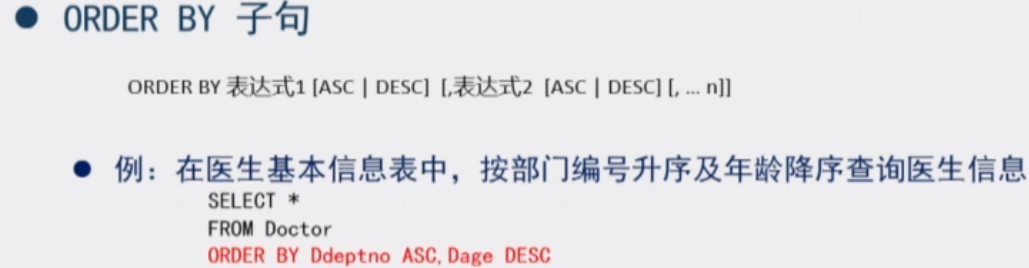 ● ORDER BY 子句
ORDER BY 表达式1 [ASC | DESC] [,表达式2 [ASC | DESC] [, ... n]]
● 例：在医生基本信息表中，按部门编号升序及年龄降序查询医生信息
SELECT *
FROM Doctor
ORDER BY Ddeptno ASC,Dage DESC